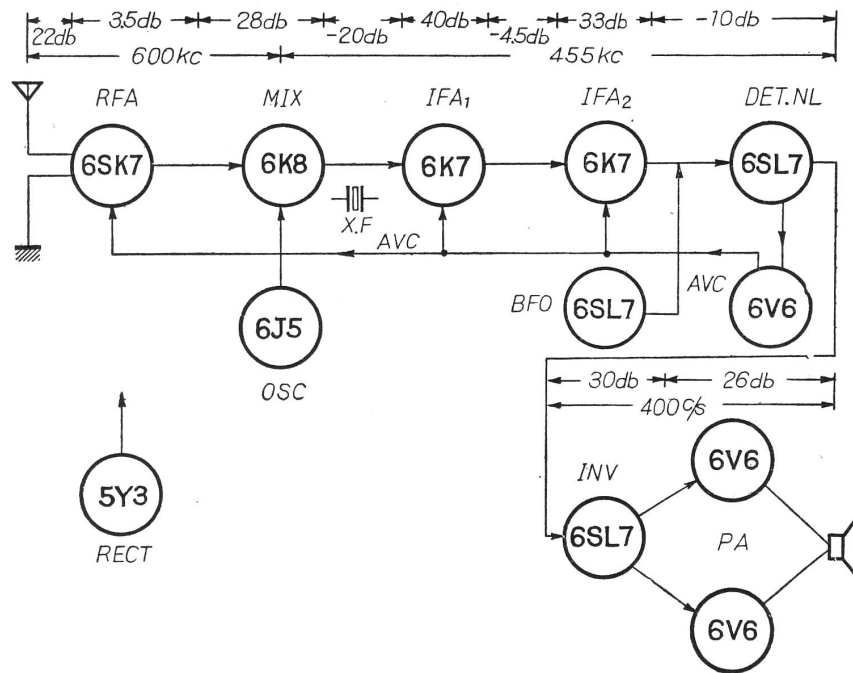 22db 3.5db 28db -20db 40db -4.5db 33db -10db
600kc 455kc
RFA MIX IFA₁ IFA₂ DET.NL
6SK7 6K8 6K7 6K7 6SL7
X.F
AVC
AVC
BFO 6SL7 6V6
6J5
OSC
30db 26db
400c/s
5Y3
RECT
INV
6V6
6SL7
PA
6V6